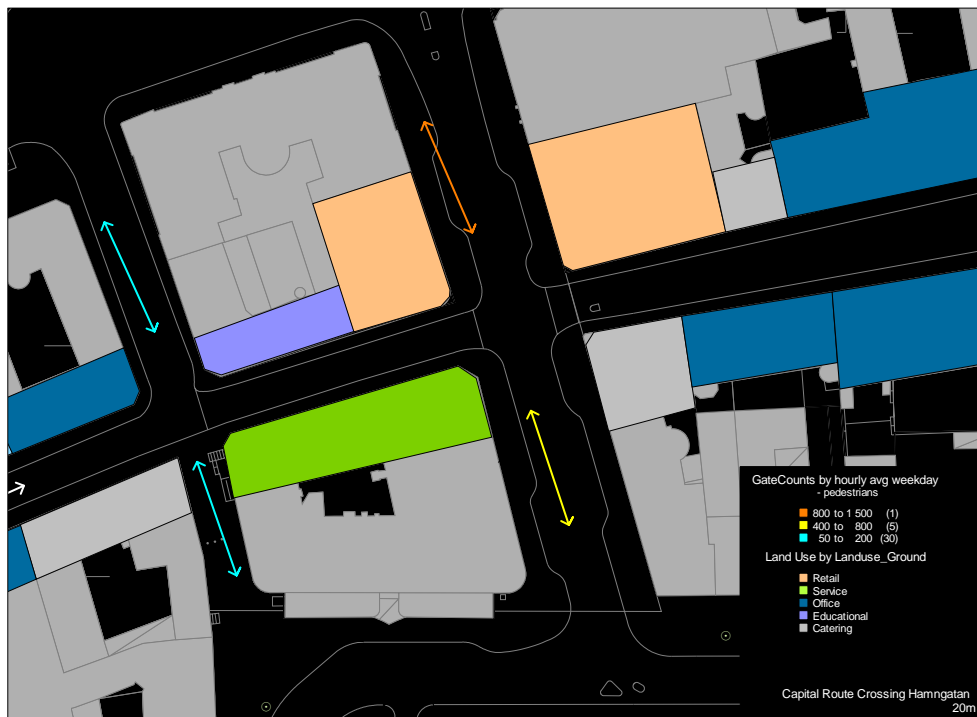 GateCounts by hourly avg weekday
- pedestrians
800 to 1 500 (1)
400 to 800 (5)
50 to 200 (30)
Land Use by Landuse_Ground
Retail
Service
Office
Educational
Catering
Capital Route Crossing Hamngatan
20m